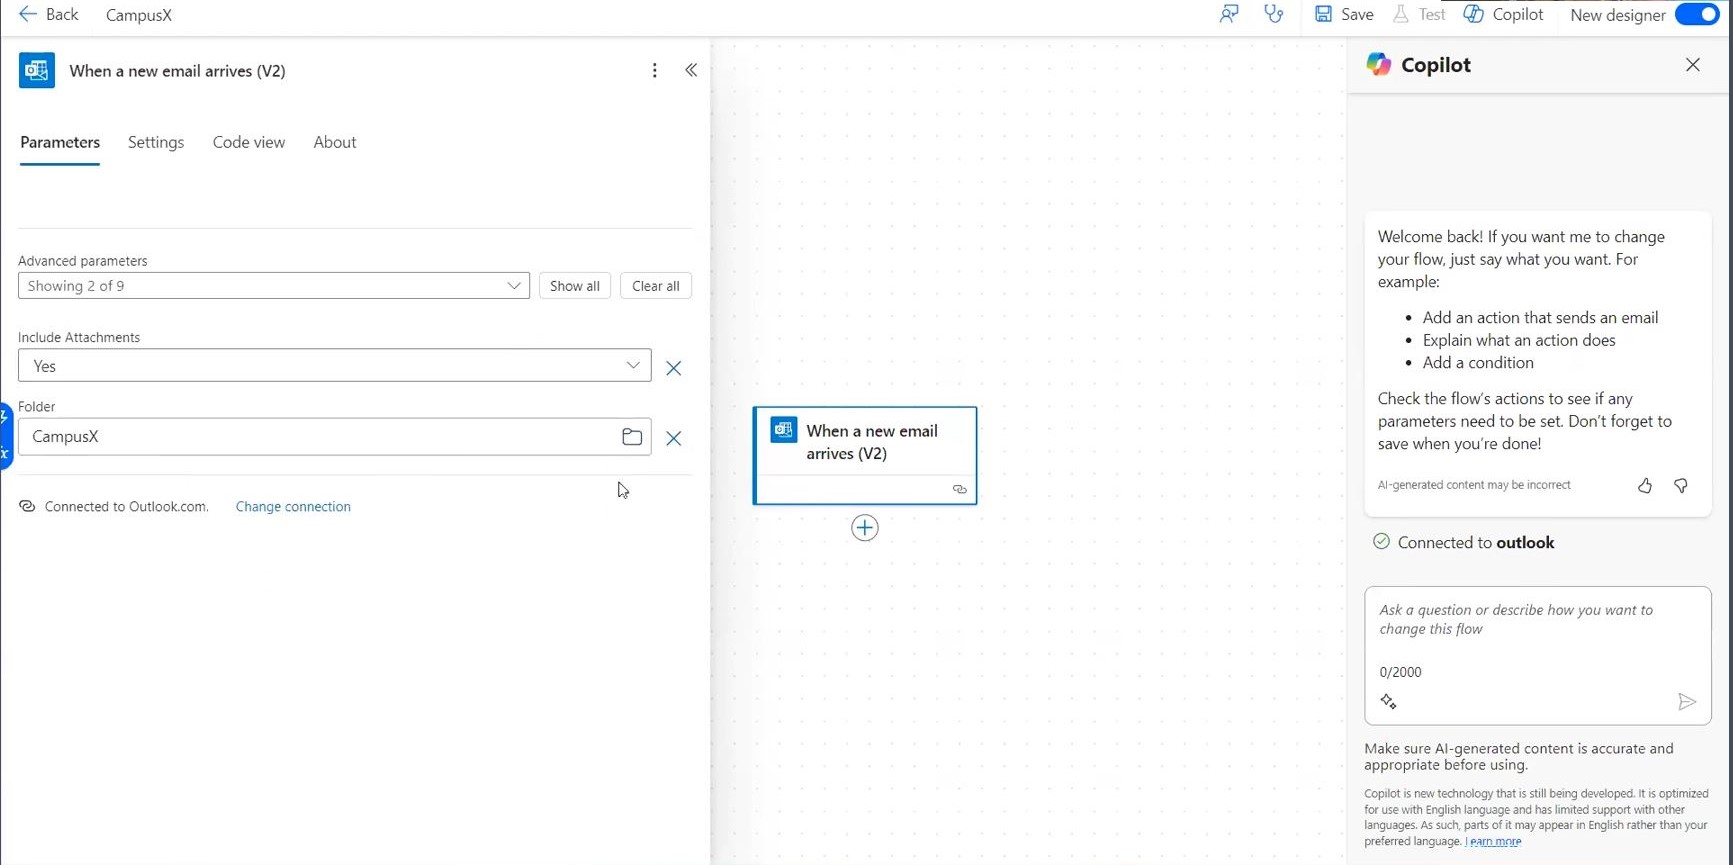 Back
CampusX
Save
Test
Copilot
New designer
When a new email arrives (V2)
Parameters
Settings
Code view
About
Advanced parameters
Showing 2 of 9
Show all
Clear all
Include Attachments
Yes
Folder
CampusX
Connected to Outlook.com.
Change connection
When a new email
arrives (V2)
Copilot
Welcome back! If you want me to change
your flow, just say what you want. For
example:
• Add an action that sends an email
• Explain what an action does
• Add a condition
Check the flow's actions to see if any
parameters need to be set. Don't forget to
save when you're done!
AI-generated content may be incorrect
Connected to outlook
Ask a question or describe how you want to
change this flow
0/2000
Make sure AI-generated content is accurate and
appropriate before using.
Copilot is new technology that is still being developed. It is optimized
for use with English language and has limited support with other
languages. As such, parts of it may appear in English rather than your
preferred language. Learn more